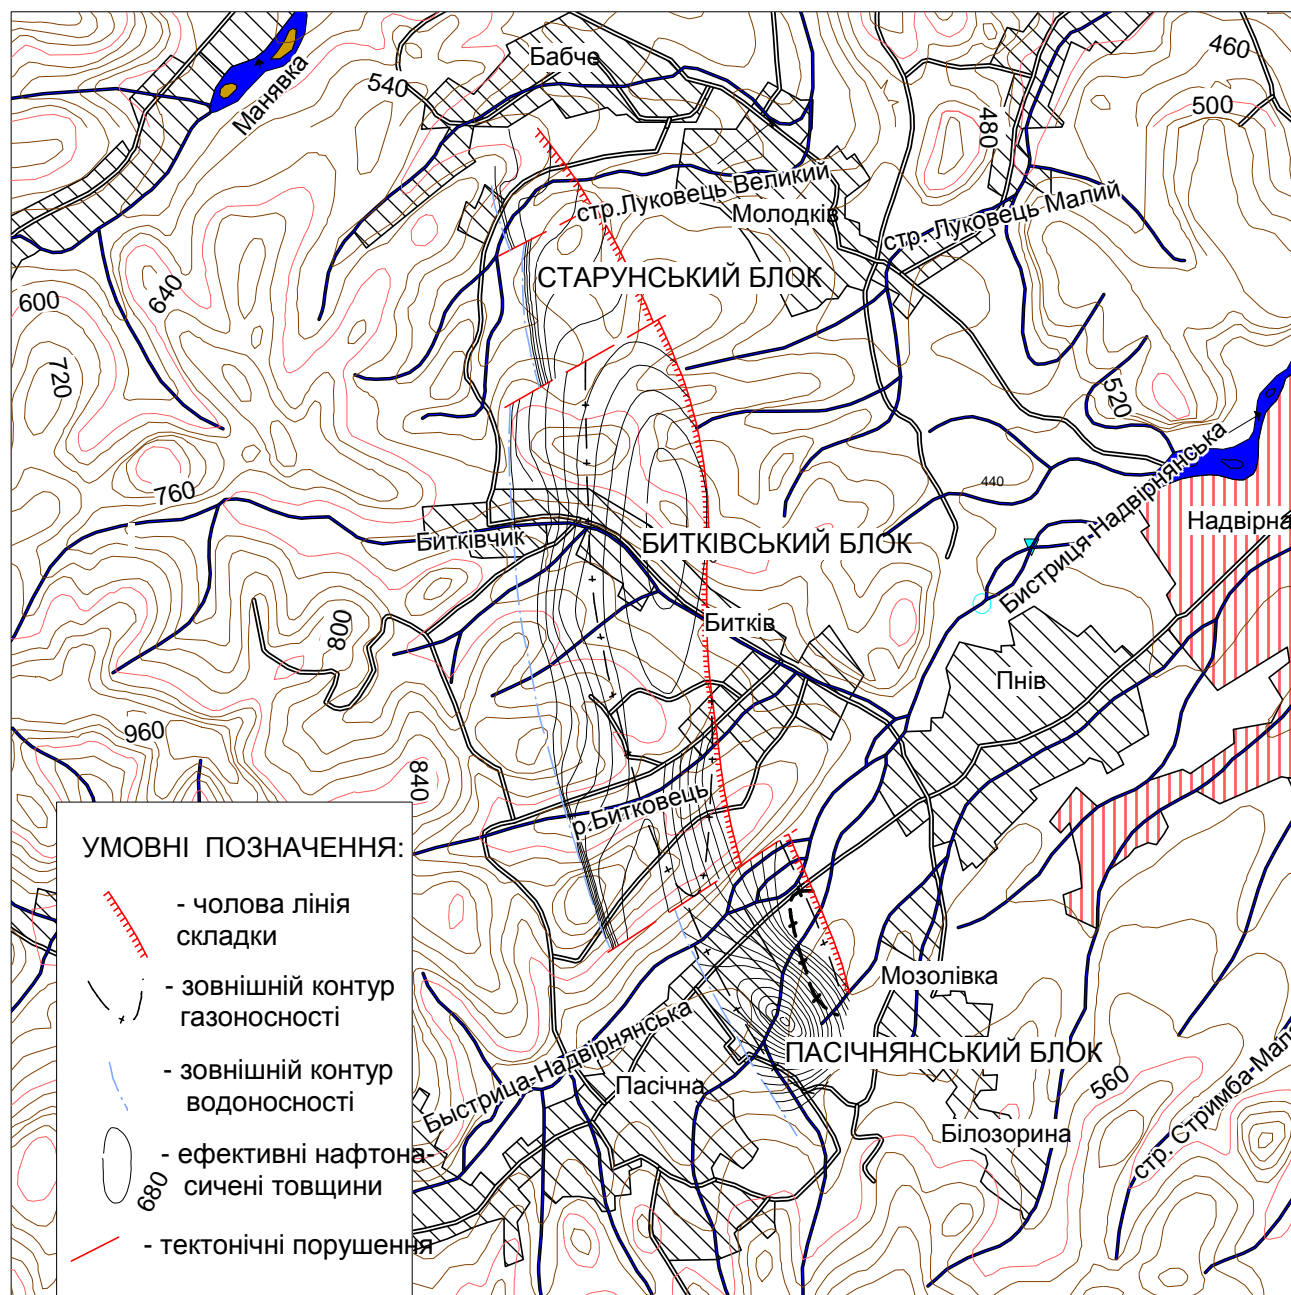 Бабче
460
540
Манявка
500
480
стр.Луковець Великий
Молодків
стр. Луковець Малий
СТАРУНСЬКИЙ БЛОК
640
600
720
520
Бистриця-Надвірнянська
440
760
Надвірна
Битківчик
БИТКІВСЬКИЙ БЛОК
800
Битків
Пнів
960
840
р.Битковець
УМОВНІ ПОЗНАЧЕННЯ:
- чолова лінія
складки
- зовнішній контур
газоносності
- зовнішній контур
водоносності
- ефективні нафтона-
сичені товщини
680
- тектонічні порушення
Мозолівка
ПАСІЧНЯНСЬКИЙ БЛОК
Быстрица-Надвірнянська
Пасічна
560
Білозорина
стр. Стримба-Мала